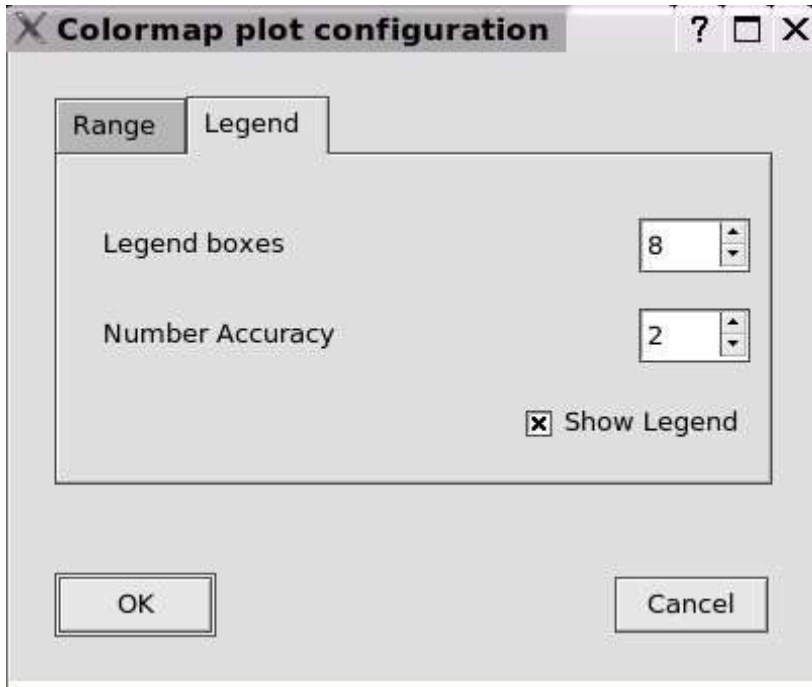 Colormap plot configuration ?
Range Legend
Legend boxes 8
Number Accuracy 2
Show Legend
OK Cancel